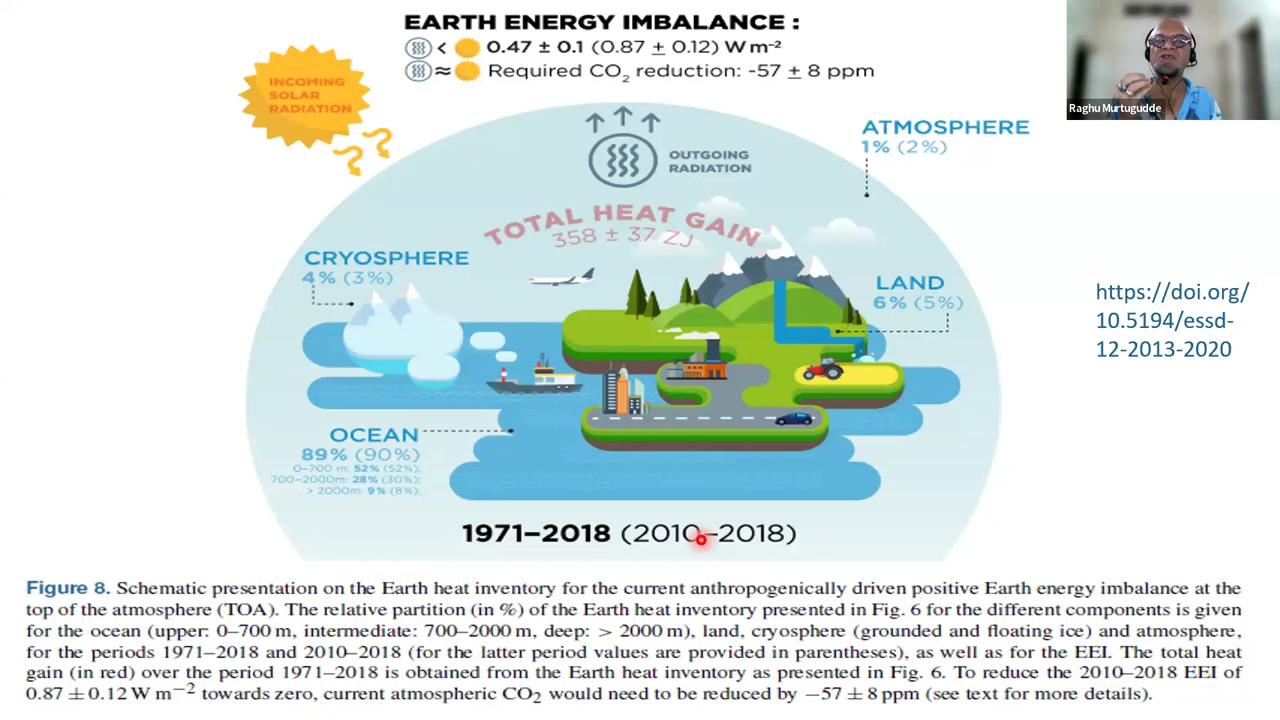 EARTH ENERGY IMBALANCE :
< 0.47 ± 0.1 (0.87 ± 0.12) W m⁻²
≈ Required CO₂ reduction: -57 ± 8 ppm
Raghu Murtugudde
INCOMING
SOLAR
RADIATION
ATMOSPHERE
1% (2%)
OUTGOING
RADIATION
TOTAL HEAT GAIN
358 ± 37 ZJ
CRYOSPHERE
4% (3%)
LAND
6% (5%)
https://doi.org/
10.5194/essd-
12-2013-2020
OCEAN
89% (90%)
0–700 m: 52% (52%);
700–2000m: 28% (30%);
> 2000m: 9% (8%);
1971–2018 (2010–2018)
Figure 8. Schematic presentation on the Earth heat inventory for the current anthropogenically driven positive Earth energy imbalance at the
top of the atmosphere (TOA). The relative partition (in %) of the Earth heat inventory presented in Fig. 6 for the different components is given
for the ocean (upper: 0–700 m, intermediate: 700–2000 m, deep: > 2000 m), land, cryosphere (grounded and floating ice) and atmosphere,
for the periods 1971–2018 and 2010–2018 (for the latter period values are provided in parentheses), as well as for the EEI. The total heat
gain (in red) over the period 1971–2018 is obtained from the Earth heat inventory as presented in Fig. 6. To reduce the 2010–2018 EEI of
0.87 ± 0.12 W m⁻² towards zero, current atmospheric CO₂ would need to be reduced by −57 ± 8 ppm (see text for more details).